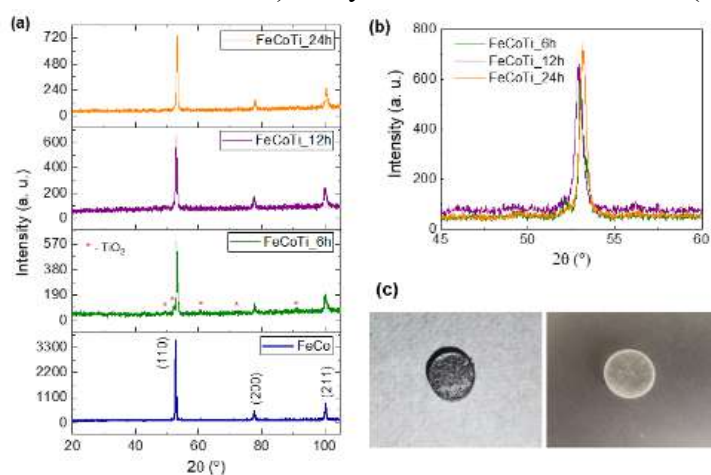 (a)
720
480
240
0
FeCoTi_24h
600
400
200
0
FeCoTi_12h
570
380
190
0
* - TiO2
FeCoTi_6h
3300
2200
1100
0
FeCo
(110)
(200)
(211)
Intensity (a. u.)
20 40 60 80 100
2θ (°)
(b)
FeCoTi_6h
FeCoTi_12h
FeCoTi_24h
800
600
400
200
0
Intensity (a. u.)
45 50 55 60
2θ (°)
(c)